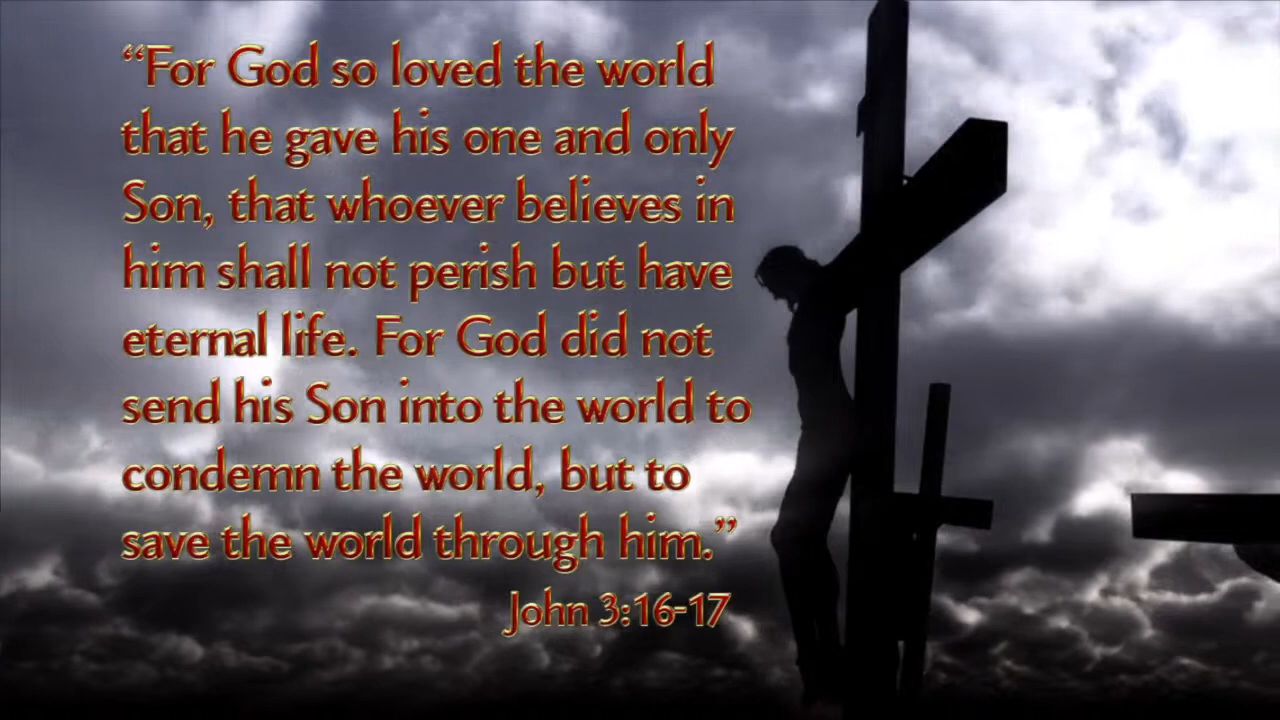 “For God so loved the world
that he gave his one and only
Son, that whoever believes in
him shall not perish but have
eternal life. For God did not
send his Son into the world to
condemn the world, but to
save the world through him.”
John 3:16-17